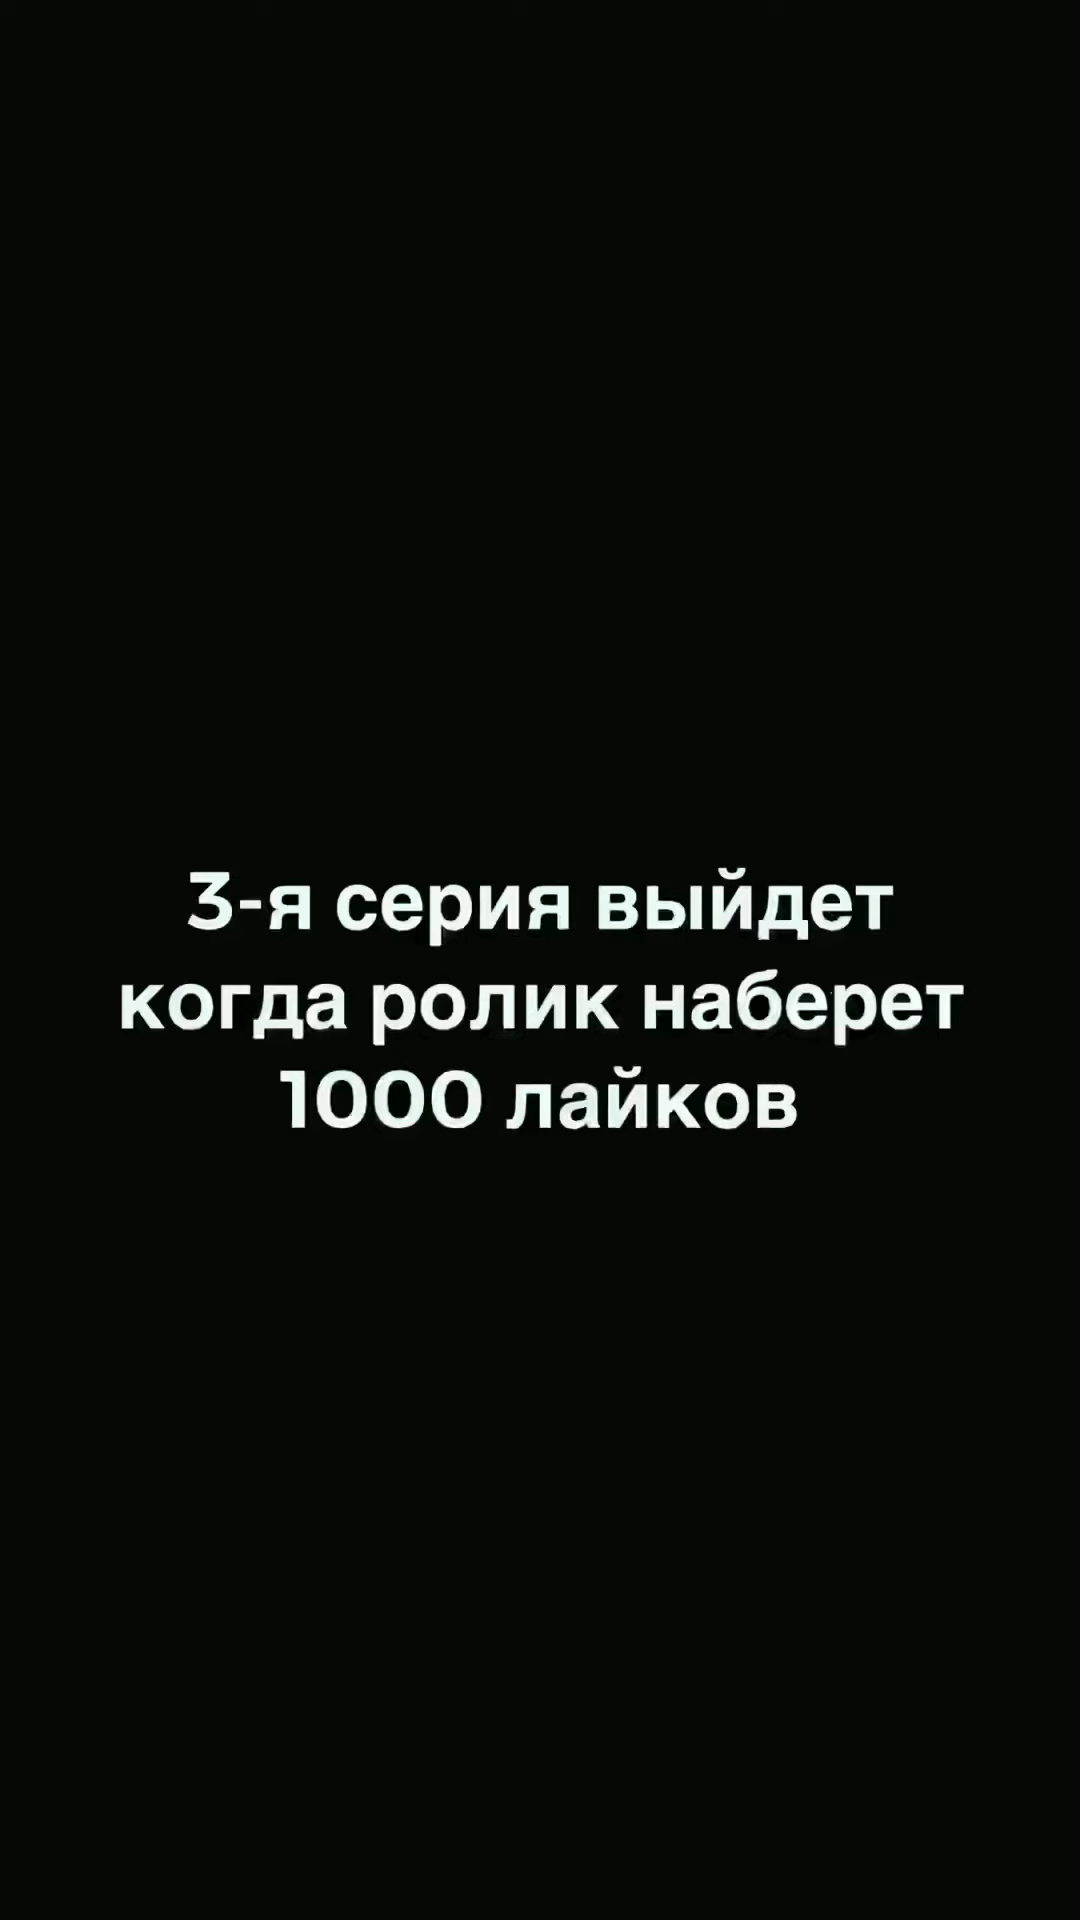 3-я серия выйдет
когда ролик наберет
1000 лайков